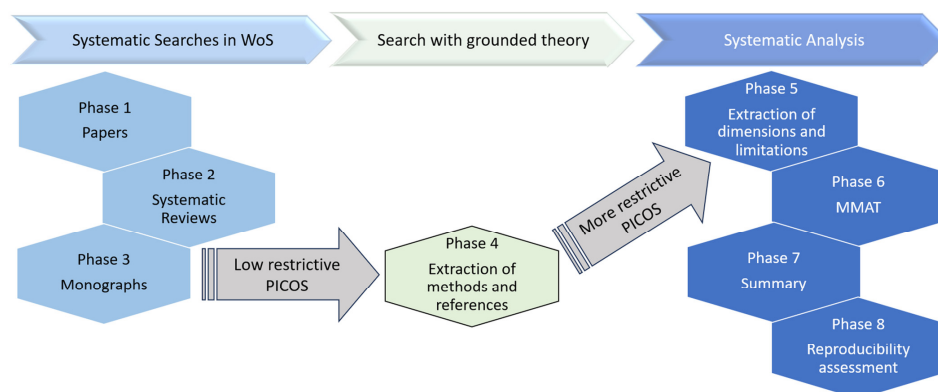 Systematic Searches in WoS
Search with grounded theory
Systematic Analysis
Phase 1
Papers
Phase 2
Systematic
Reviews
Phase 3
Monographs
Low restrictive
PICOS
Phase 4
Extraction of
methods and
references
More restrictive
PICOS
Phase 5
Extraction of
dimensions and
limitations
Phase 6
MMAT
Phase 7
Summary
Phase 8
Reproducibility
assessment